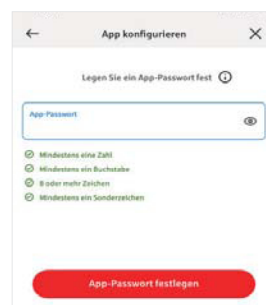 App konfigurieren
Legen Sie ein App-Passwort fest
App-Passwort
Mindestens eine Zahl
Mindestens ein Buchstabe
8 oder mehr Zeichen
Mindestens ein Sonderzeichen
App-Passwort festlegen